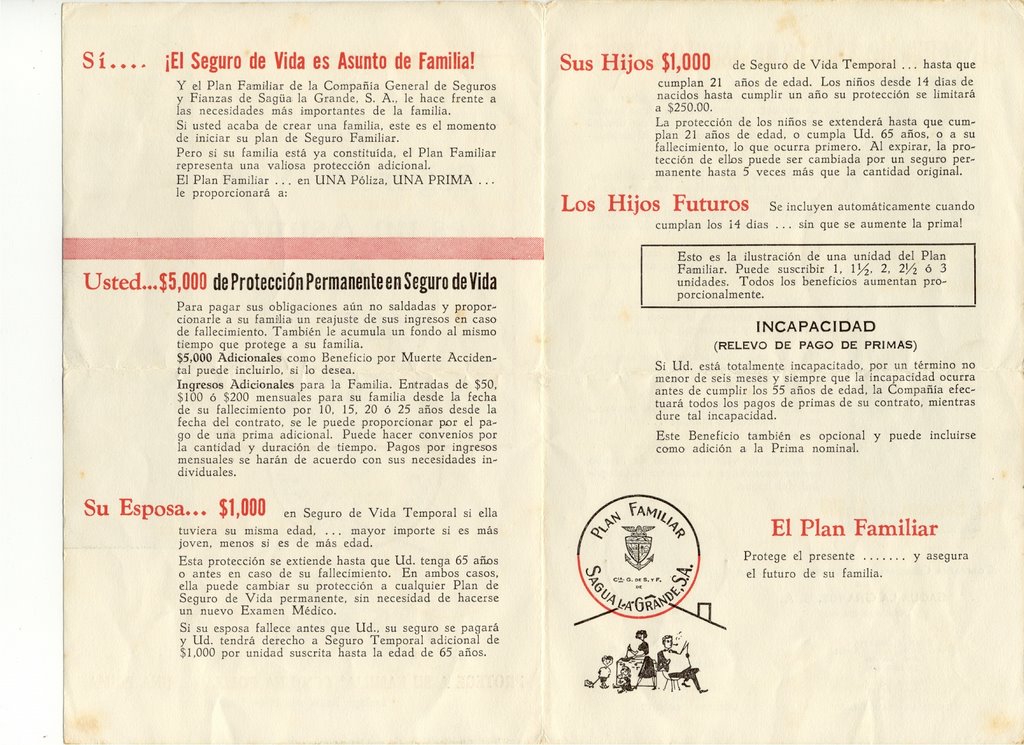 Sí.... ¡El Seguro de Vida es Asunto de Familia!
Y el Plan Familiar de la Compañia General de Seguros
y Fianzas de Sagüa la Grande, S. A., le hace frente a
las necesidades más importantes de la familia.
Si usted acaba de crear una familia, este es el momento
de iniciar su plan de Seguro Familiar.
Pero si su familia está ya constituída, el Plan Familiar
representa una valiosa protección adicional.
El Plan Familiar ... en UNA Póliza, UNA PRIMA ...
le proporcionará a:
Usted...$5,000 de Protección Permanente en Seguro de Vida
Para pagar sus obligaciones aún no saldadas y propor-
cionarle a su familia un reajuste de sus ingresos en caso
de fallecimiento. También le acumula un fondo al mismo
tiempo que protege a su familia.
$5,000 Adicionales como Beneficio por Muerte Acciden-
tal puede incluirlo, si lo desea.
Ingresos Adicionales para la Familia. Entradas de $50,
$100 ó $200 mensuales para su familia desde la fecha
de su fallecimiento por 10, 15, 20 ó 25 años desde la
fecha del contrato, se le puede proporcionar por el pa-
go de una prima adicional. Puede hacer convenios por
la cantidad y duración de tiempo. Pagos por ingresos
mensuales se harán de acuerdo con sus necesidades in-
dividuales.
Su Esposa... $1,000 en Seguro de Vida Temporal si ella
tuviera su misma edad, ... mayor importe si es más
joven, menos si es de más edad.
Esta protección se extiende hasta que Ud. tenga 65 años
o antes en caso de su fallecimiento. En ambos casos,
ella puede cambiar su protección a cualquier Plan de
Seguro de Vida permanente, sin necesidad de hacerse
un nuevo Examen Médico.
Si su esposa fallece antes que Ud., su seguro se pagará
y Ud. tendrá derecho a Seguro Temporal adicional de
$1,000 por unidad suscrita hasta la edad de 65 años.
Sus Hijos $1,000 de Seguro de Vida Temporal ... hasta que
cumplan 21 años de edad. Los niños desde 14 dias de
nacidos hasta cumplir un año su protección se limitará
a $250.00.
La protección de los niños se extenderá hasta que cum-
plan 21 años de edad, o cumpla Ud. 65 años, o a su
fallecimiento, lo que ocurra primero. Al expirar, la pro-
tección de ellos puede ser cambiada por un seguro per-
manente hasta 5 veces más que la cantidad original.
Los Hijos Futuros Se incluyen automáticamente cuando
cumplan los 14 dias ... sin que se aumente la prima!
Esto es la ilustración de una unidad del Plan
Familiar. Puede suscribir 1, 1½, 2, 2½ ó 3
unidades. Todos los beneficios aumentan pro-
porcionalmente.
INCAPACIDAD
(RELEVO DE PAGO DE PRIMAS)
Si Ud. está totalmente incapacitado, por un término no
menor de seis meses y siempre que la incapacidad ocurra
antes de cumplir los 55 años de edad, la Compañía efec-
tuará todos los pagos de primas de su contrato, mientras
dure tal incapacidad.
Este Beneficio también es opcional y puede incluirse
como adición a la Prima nominal.
PLAN FAMILIAR
CIA. G. DE S. Y F.
DE
SAGUA LA GRANDE, S.A.
El Plan Familiar
Protege el presente ....... y asegura
el futuro de su familia.